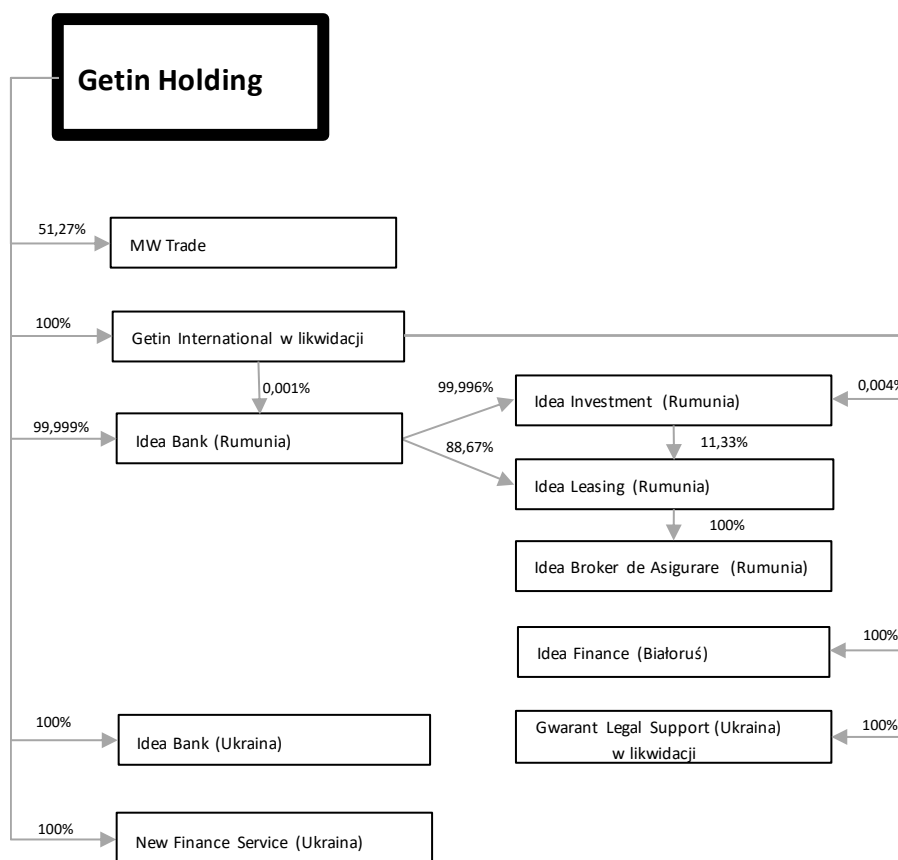 Getin Holding
51,27%
MW Trade
100%
Getin International w likwidacji
0,001%
99,996%
Idea Investment (Rumunia)
0,004%
99,999%
Idea Bank (Rumunia)
88,67%
11,33%
Idea Leasing (Rumunia)
100%
Idea Broker de Asigurare (Rumunia)
Idea Finance (Białoruś)
100%
100%
Idea Bank (Ukraina)
Gwarant Legal Support (Ukraina)
w likwidacji
100%
100%
New Finance Service (Ukraina)